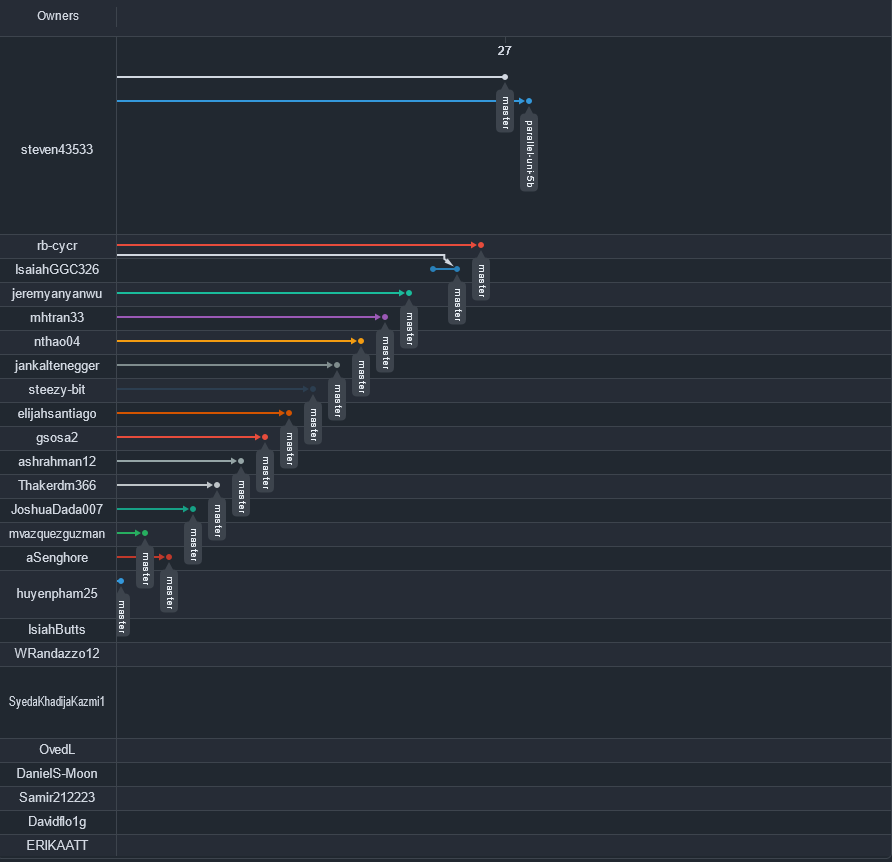 Owners
27
master
parallel-uni-5b
steven43533
rb-cycr
master
IsaiahGGC326
master
jeremyanyanwu
master
mhtran33
master
nthao04
master
jankaltenegger
master
steezy-bit
master
elijahsantiago
master
gsosa2
master
ashrahman12
master
Thakerdm366
master
JoshuaDada007
master
mvazquezguzman
master
aSenghore
master
huyenpham25
master
IsiahButts
WRandazzo12
SyedaKhadijaKazmi1
OvedL
DanielS-Moon
Samir212223
Davidflo1g
ERIKAATT